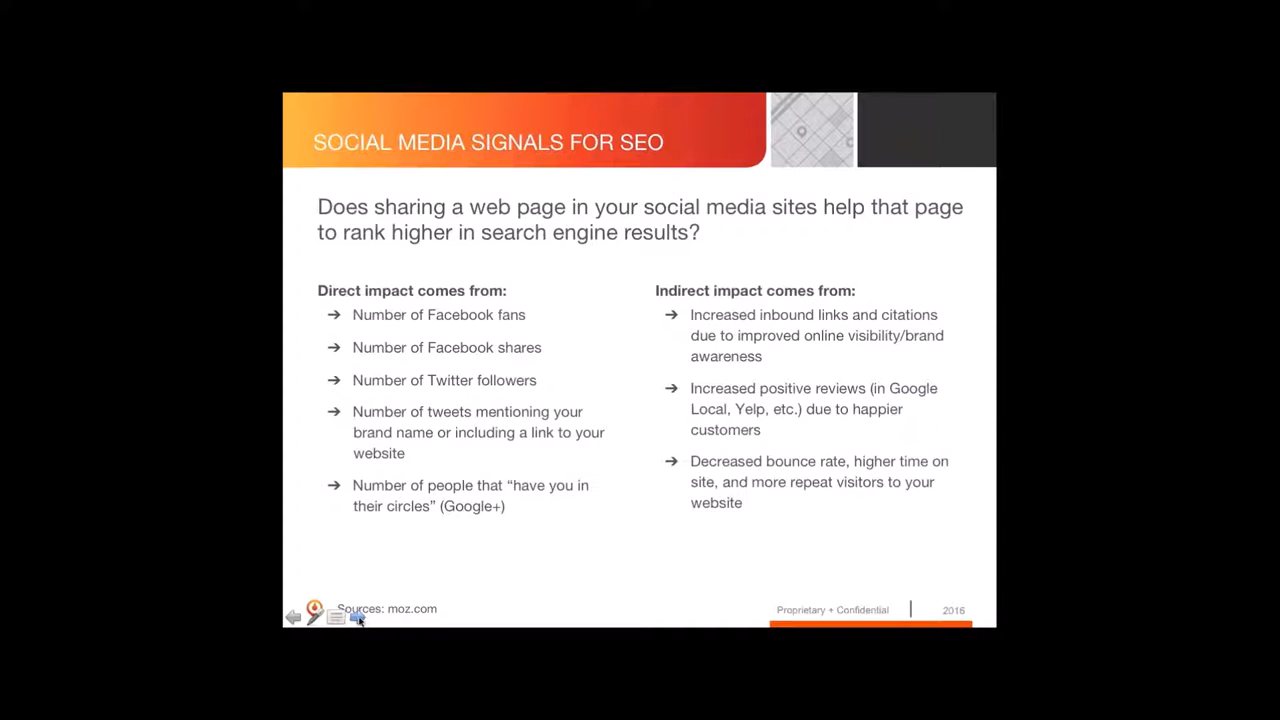 SOCIAL MEDIA SIGNALS FOR SEO
Does sharing a web page in your social media sites help that page
to rank higher in search engine results?
Direct impact comes from:
→ Number of Facebook fans
→ Number of Facebook shares
→ Number of Twitter followers
→ Number of tweets mentioning your
brand name or including a link to your
website
→ Number of people that “have you in
their circles” (Google+)
Indirect impact comes from:
→ Increased inbound links and citations
due to improved online visibility/brand
awareness
→ Increased positive reviews (in Google
Local, Yelp, etc.) due to happier
customers
→ Decreased bounce rate, higher time on
site, and more repeat visitors to your
website
Sources: moz.com
Proprietary + Confidential | 2016